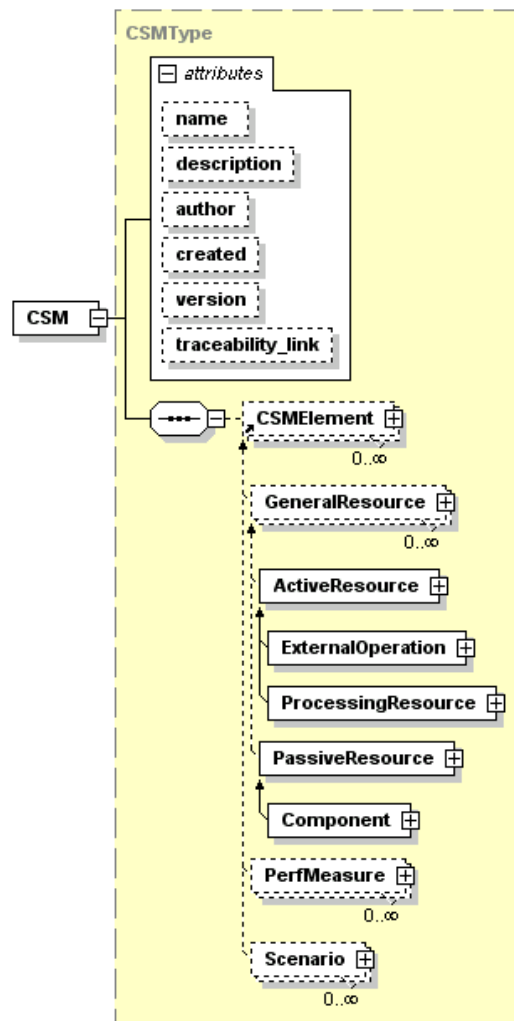 CSMType
attributes
name
description
author
created
version
traceability_link
CSM
CSMElement
0..∞
GeneralResource
0..∞
ActiveResource
ExternalOperation
ProcessingResource
PassiveResource
Component
PerfMeasure
0..∞
Scenario
0..∞